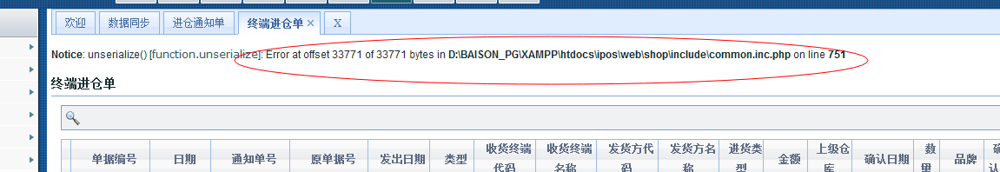 欢迎 数据同步 进仓通知单 终端进仓单 × X
Notice: unserialize() [function.unserialize]: Error at offset 33771 of 33771 bytes in D:\BAISON_PG\XAMPP\htdocs\ipos\web\shop\include\common.inc.php on line 751
终端进仓单
单据编号 日期 通知单号 原单据号 发出日期 类型 收货终端代码 收货终端名称 发货方代码 发货方名称 进货类型 金额 上级仓库 确认日期 数量 品牌